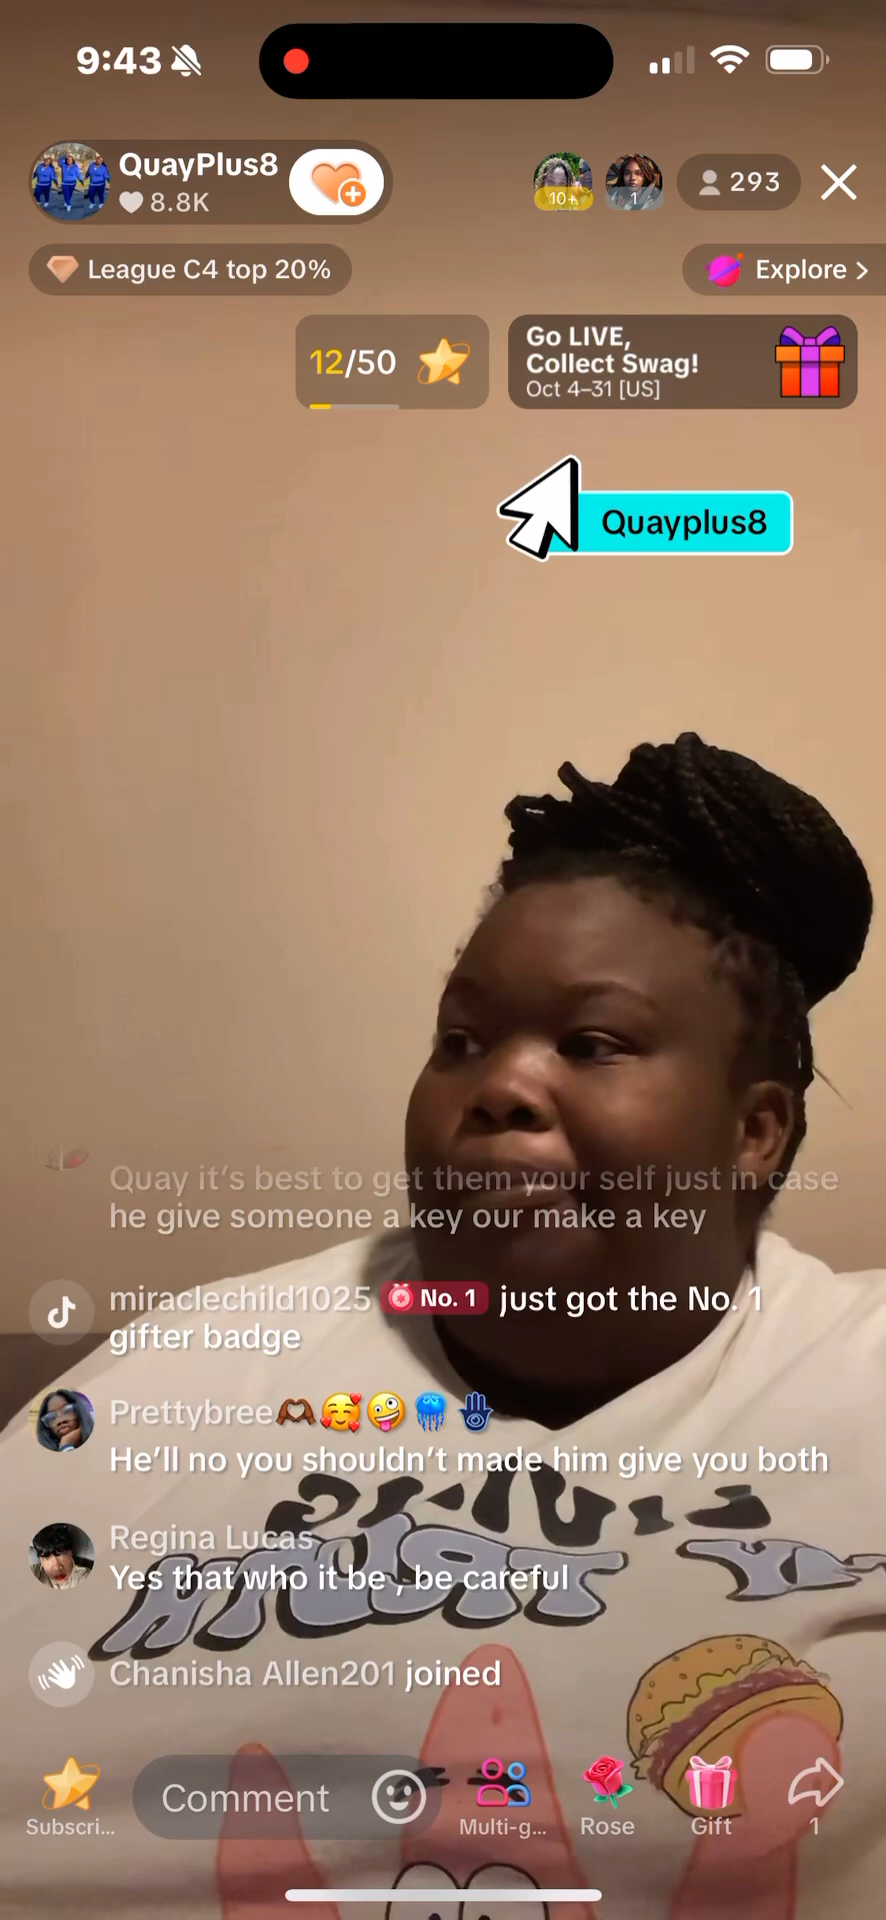 9:43
QuayPlus8
8.8K
10+
1
293
League C4 top 20%
Explore >
12/50
Go LIVE,
Collect Swag!
Oct 4–31 [US]
Quayplus8
Quay it's best to get them your self just in case
he give someone a key our make a key
miraclechild1025 No. 1 just got the No. 1
gifter badge
Prettybree🫶🏾🥰🤪🪼🪬
He'll no you shouldn't made him give you both
Regina Lucas
Yes that who it be , be careful
Chanisha Allen201 joined
Comment
Subscri...
Multi-g...
Rose
Gift
1